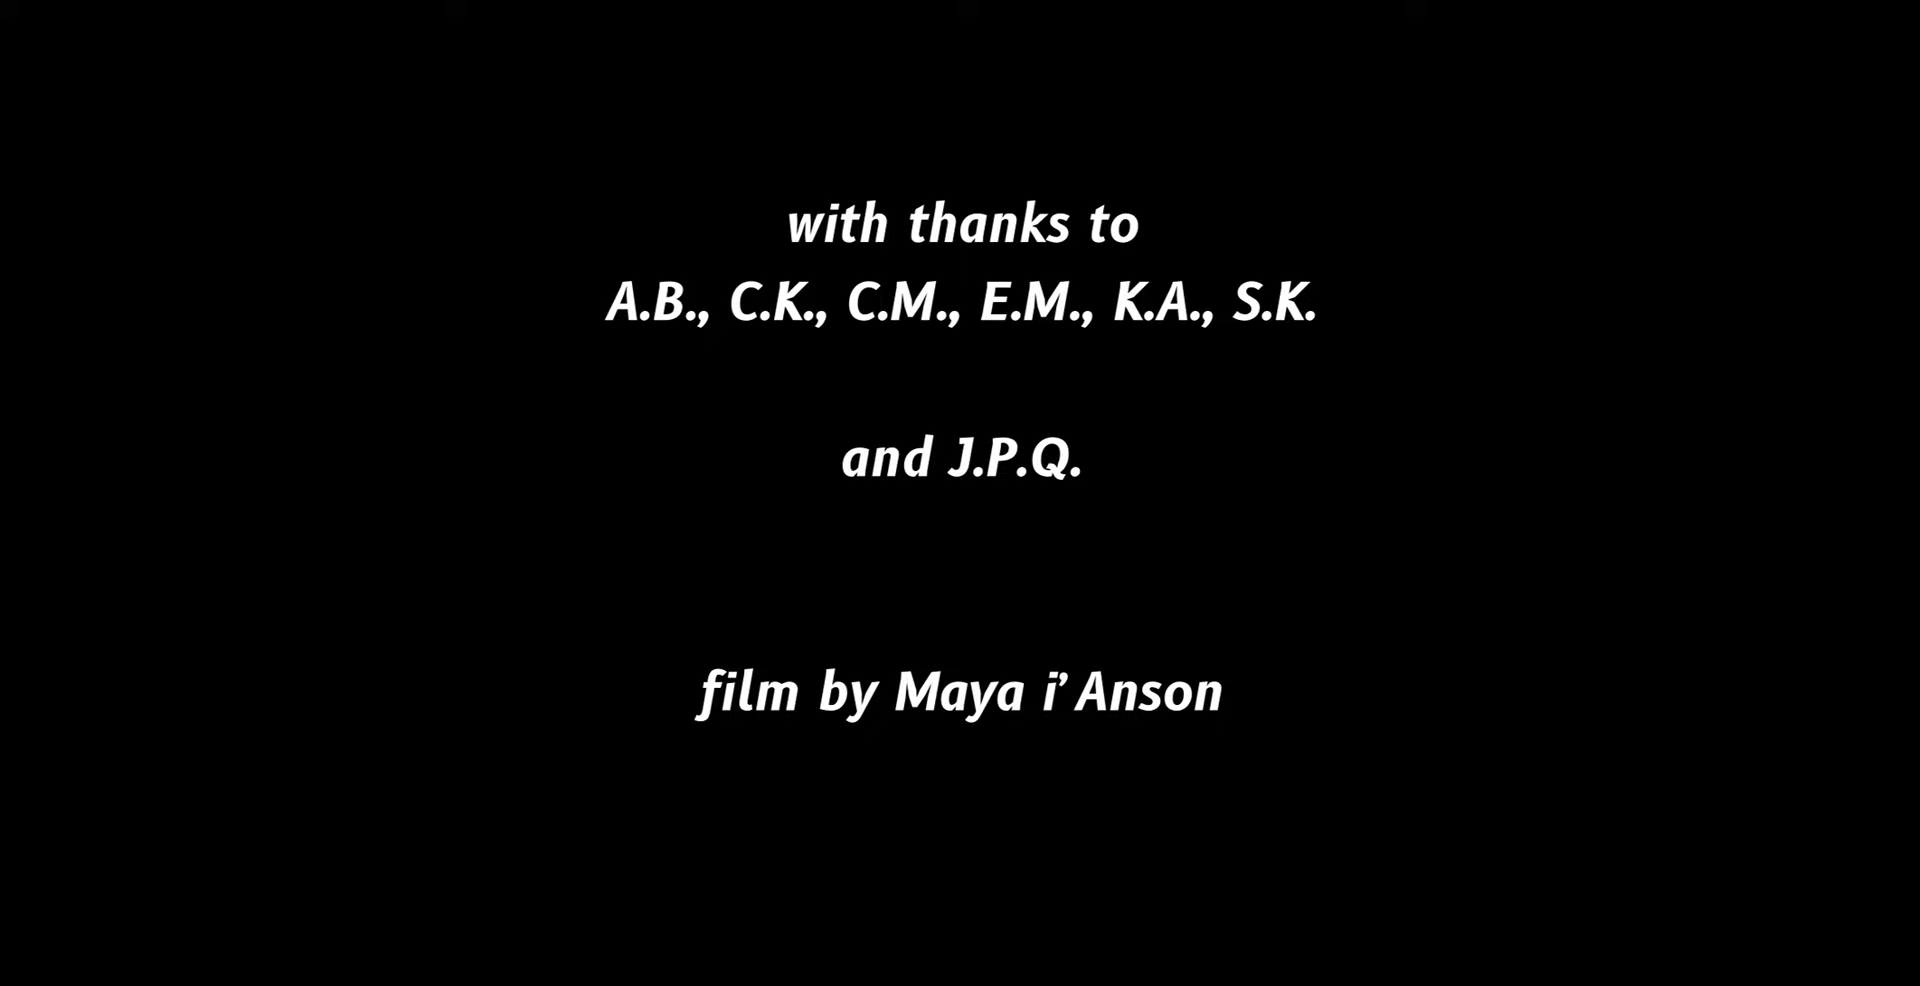 with thanks to
A.B., C.K., C.M., E.M., K.A., S.K.
and J.P.Q.
film by Maya i’Anson